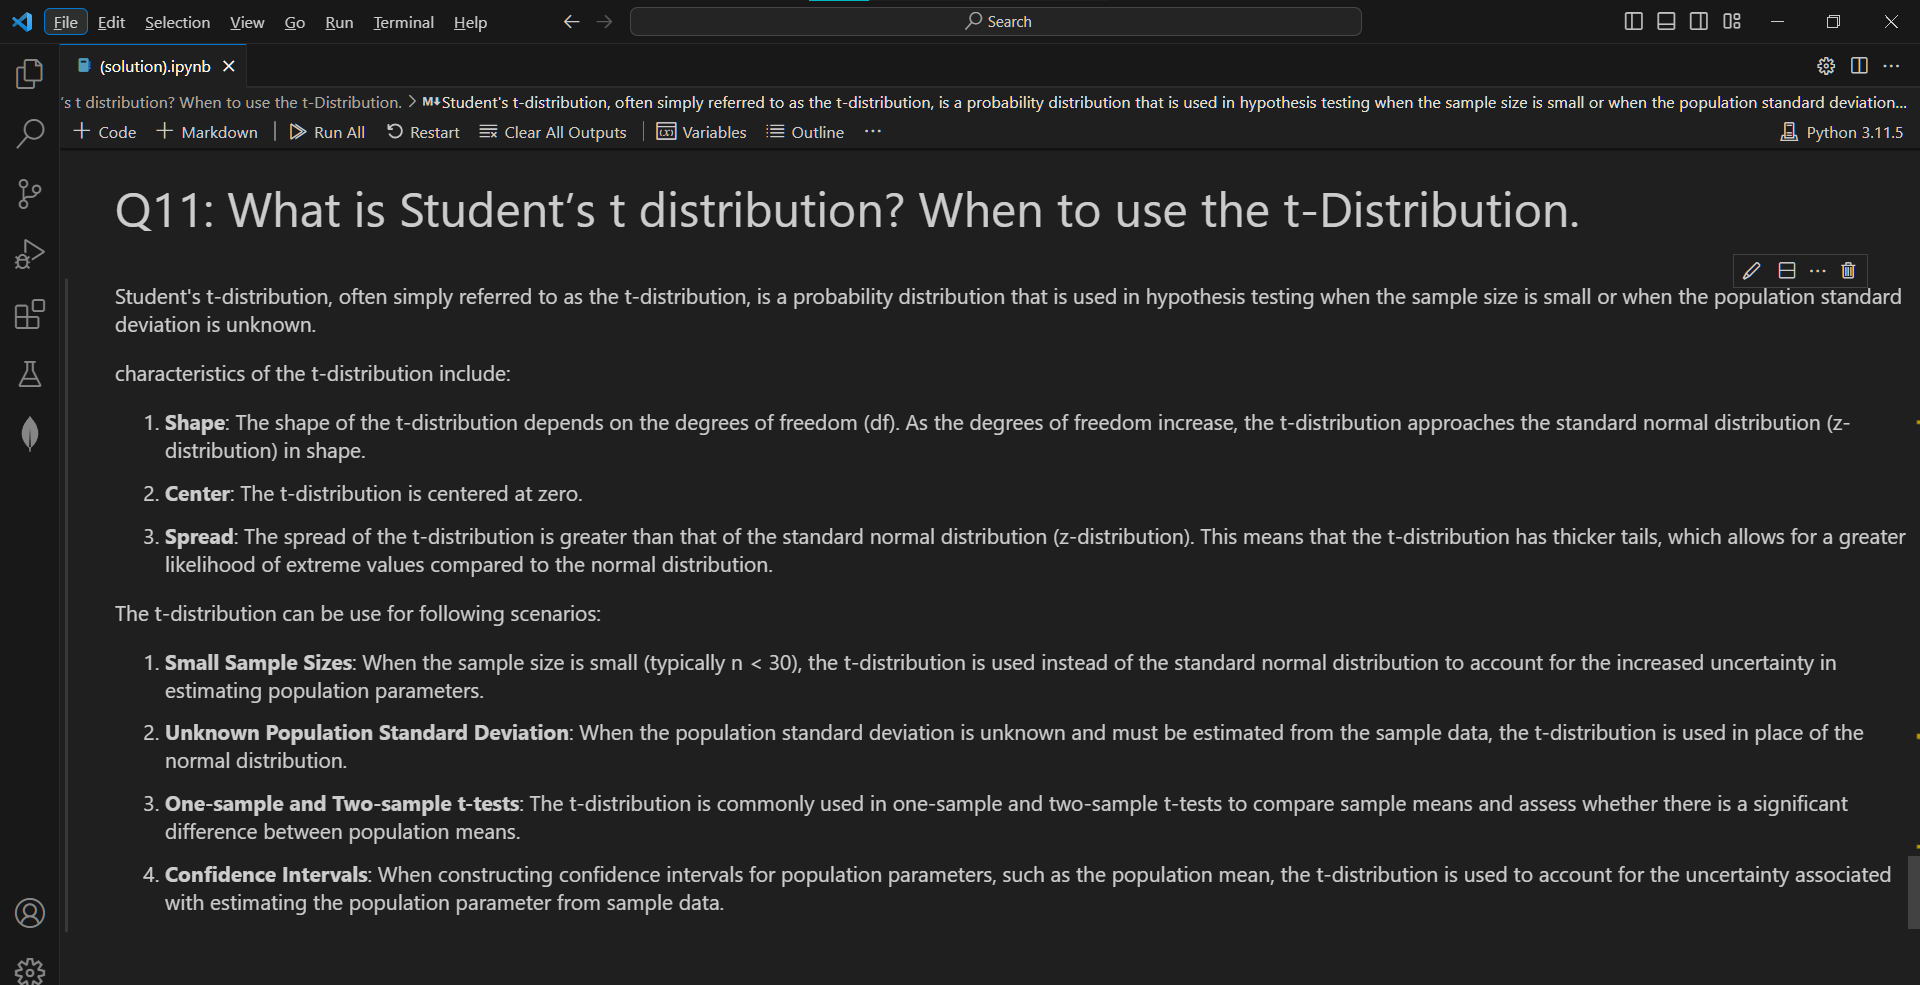 File Edit Selection View Go Run Terminal Help Search
(solution).ipynb
's t distribution? When to use the t-Distribution. > M↓Student's t-distribution, often simply referred to as the t-distribution, is a probability distribution that is used in hypothesis testing when the sample size is small or when the population standard deviation...
+ Code + Markdown Run All Restart Clear All Outputs Variables Outline ... Python 3.11.5
Q11: What is Student’s t distribution? When to use the t-Distribution.
Student's t-distribution, often simply referred to as the t-distribution, is a probability distribution that is used in hypothesis testing when the sample size is small or when the population standard
deviation is unknown.
characteristics of the t-distribution include:
1. Shape: The shape of the t-distribution depends on the degrees of freedom (df). As the degrees of freedom increase, the t-distribution approaches the standard normal distribution (z-
distribution) in shape.
2. Center: The t-distribution is centered at zero.
3. Spread: The spread of the t-distribution is greater than that of the standard normal distribution (z-distribution). This means that the t-distribution has thicker tails, which allows for a greater
likelihood of extreme values compared to the normal distribution.
The t-distribution can be use for following scenarios:
1. Small Sample Sizes: When the sample size is small (typically n < 30), the t-distribution is used instead of the standard normal distribution to account for the increased uncertainty in
estimating population parameters.
2. Unknown Population Standard Deviation: When the population standard deviation is unknown and must be estimated from the sample data, the t-distribution is used in place of the
normal distribution.
3. One-sample and Two-sample t-tests: The t-distribution is commonly used in one-sample and two-sample t-tests to compare sample means and assess whether there is a significant
difference between population means.
4. Confidence Intervals: When constructing confidence intervals for population parameters, such as the population mean, the t-distribution is used to account for the uncertainty associated
with estimating the population parameter from sample data.